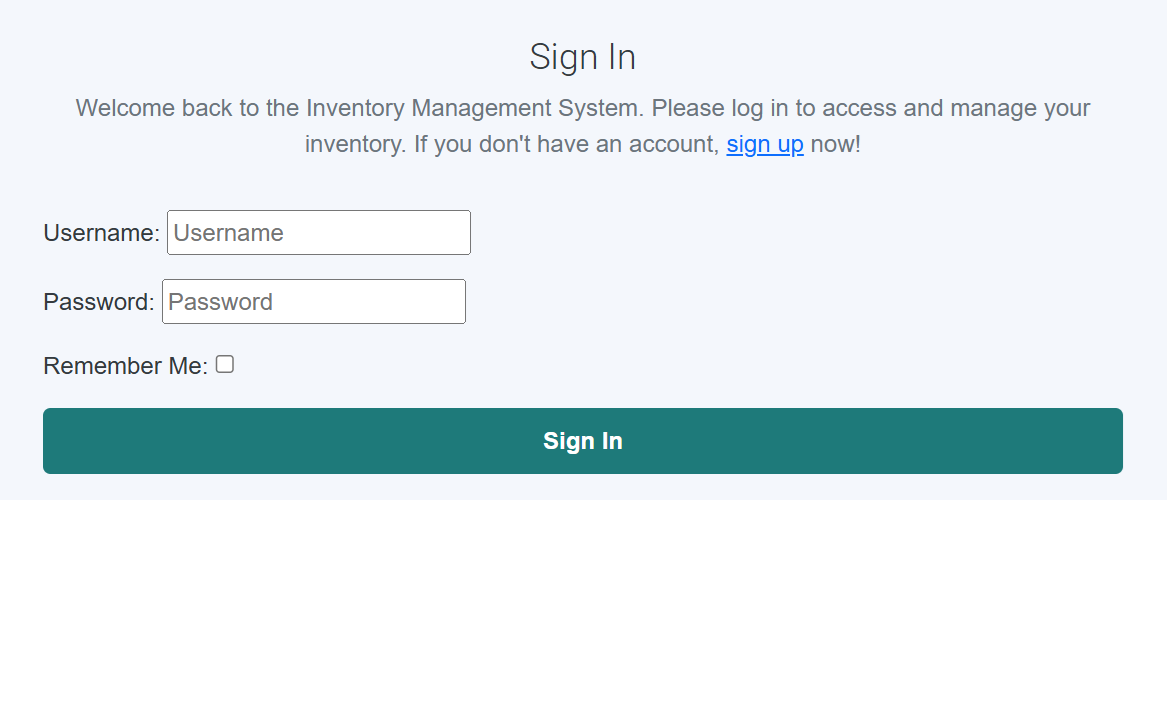 Sign In
Welcome back to the Inventory Management System. Please log in to access and manage your
inventory. If you don't have an account, sign up now!
Username: Username
Password: Password
Remember Me:
Sign In